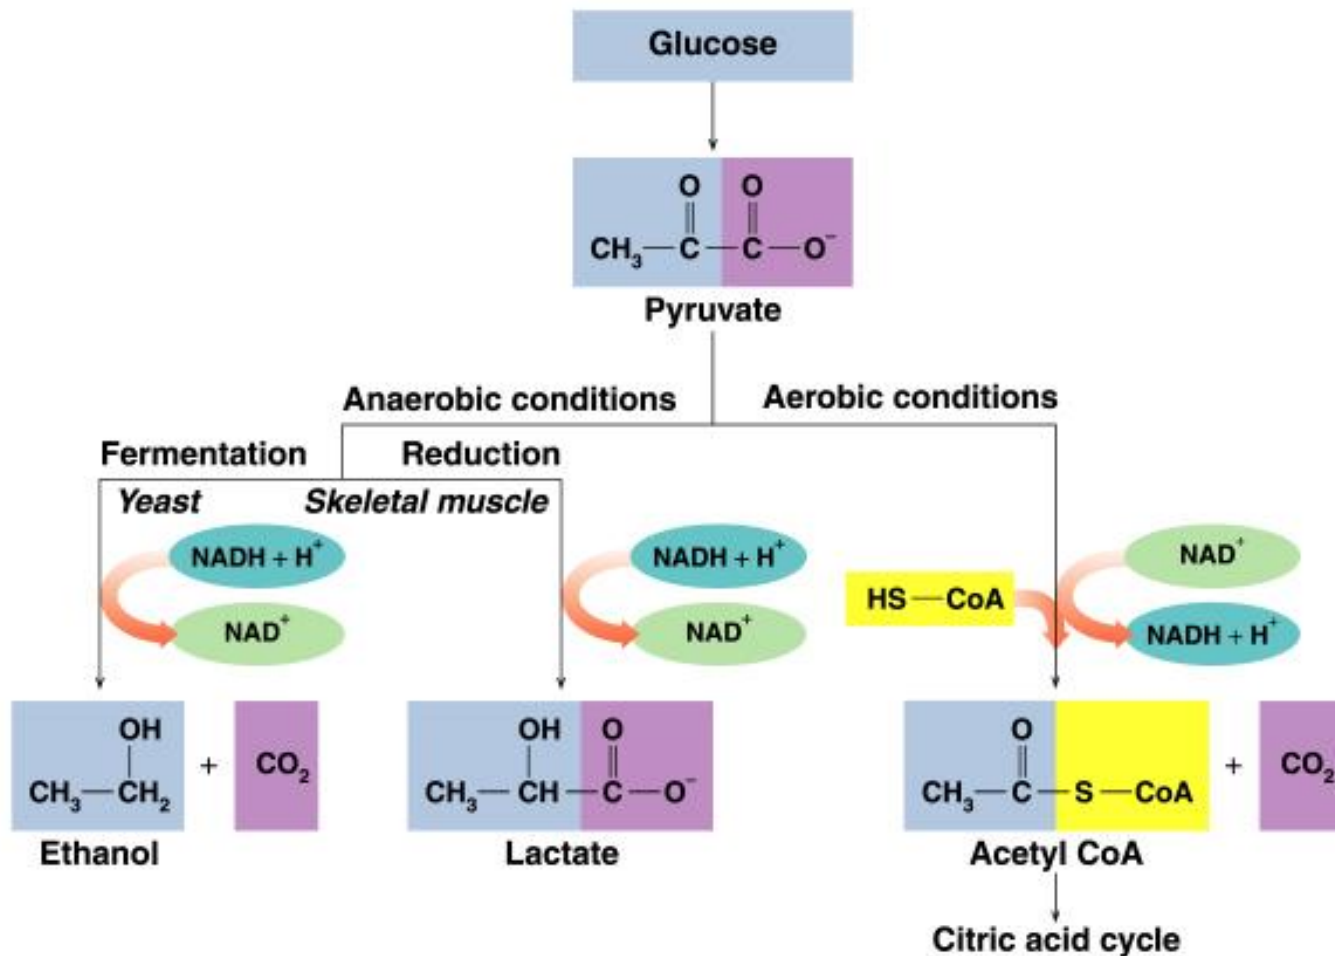 Glucose
O O
CH₃—C—C—O⁻
Pyruvate
Anaerobic conditions
Aerobic conditions
Fermentation
Reduction
Yeast
Skeletal muscle
NADH + H⁺
NAD⁺
NADH + H⁺
NAD⁺
HS—CoA
NAD⁺
NADH + H⁺
OH
CH₃—CH₂
+ CO₂
Ethanol
OH O
CH₃—CH—C—O⁻
Lactate
O
CH₃—C—S—CoA
+ CO₂
Acetyl CoA
Citric acid cycle